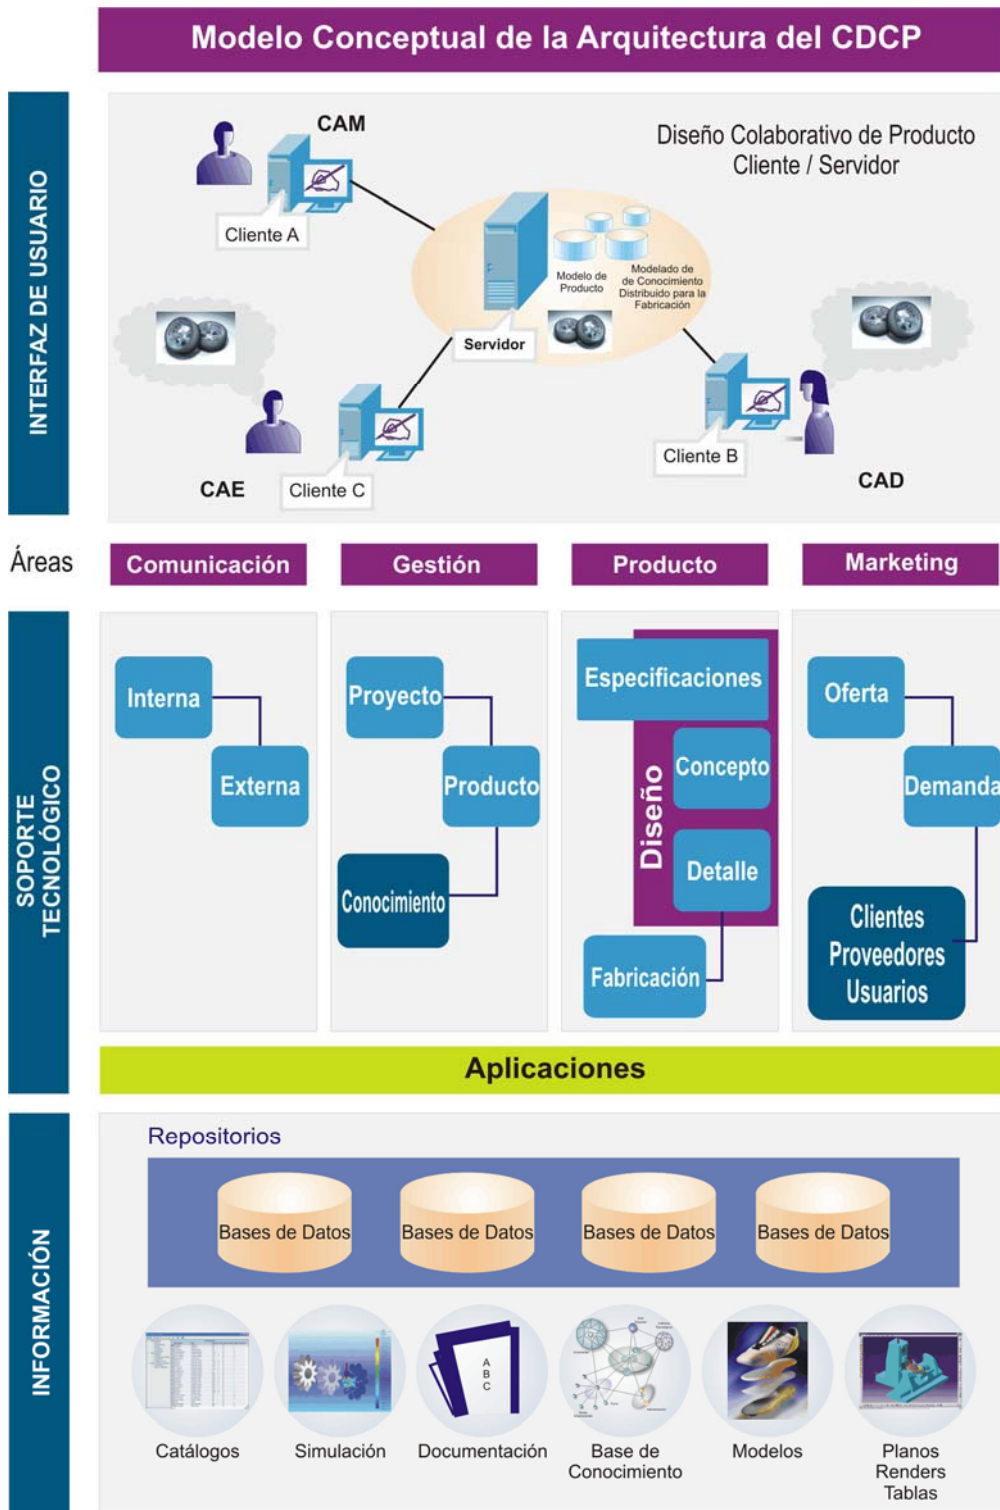 Modelo Conceptual de la Arquitectura del CDCP
INTERFAZ DE USUARIO
CAM
Diseño Colaborativo de Producto
Cliente / Servidor
Cliente A
Modelo de
Producto
Modelado de
de Conocimiento
Distribuido para la
Fabricación
Servidor
CAE
Cliente C
Cliente B
CAD
Áreas
Comunicación
Gestión
Producto
Marketing
SOPORTE
TECNOLÓGICO
Interna
Externa
Proyecto
Producto
Conocimiento
Especificaciones
Diseño
Concepto
Detalle
Fabricación
Oferta
Demanda
Clientes
Proveedores
Usuarios
Aplicaciones
INFORMACIÓN
Repositorios
Bases de Datos
Bases de Datos
Bases de Datos
Bases de Datos
A
B
C
Catálogos
Simulación
Documentación
Base de
Conocimiento
Modelos
Planos
Renders
Tablas